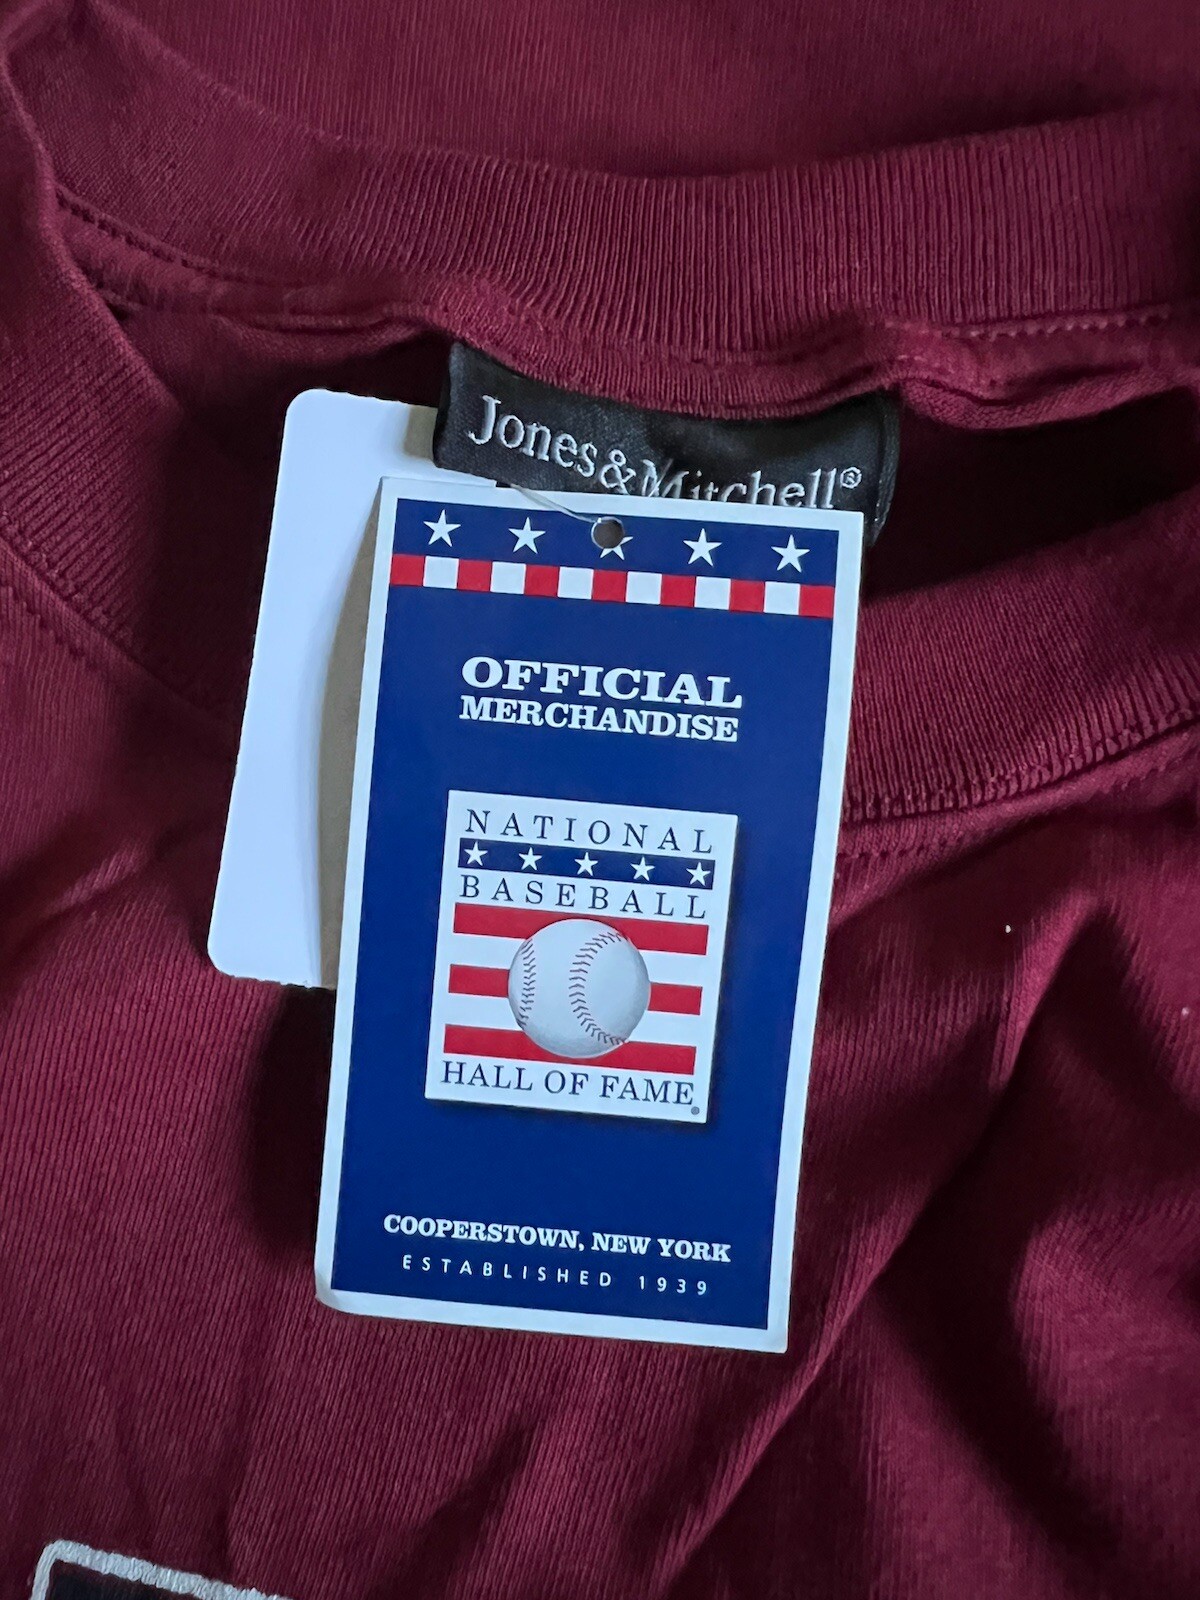 Jones&Mitchell®
OFFICIAL
MERCHANDISE
NATIONAL
BASEBALL
HALL OF FAME®
COOPERSTOWN, NEW YORK
ESTABLISHED 1939